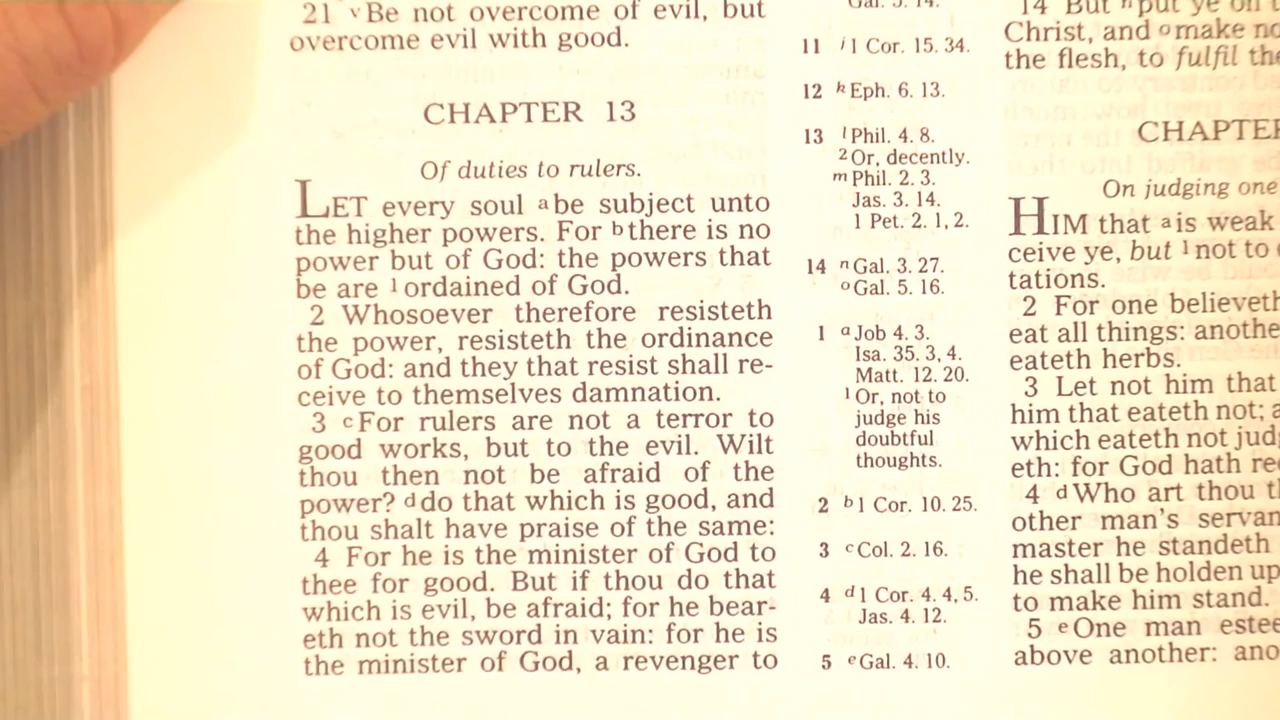 21 v Be not overcome of evil, but
overcome evil with good.
CHAPTER 13
Of duties to rulers.
LET every soul a be subject unto
the higher powers. For b there is no
power but of God: the powers that
be are 1 ordained of God.
2 Whosoever therefore resisteth
the power, resisteth the ordinance
of God: and they that resist shall re-
ceive to themselves damnation.
3 c For rulers are not a terror to
good works, but to the evil. Wilt
thou then not be afraid of the
power? d do that which is good, and
thou shalt have praise of the same:
4 For he is the minister of God to
thee for good. But if thou do that
which is evil, be afraid; for he bear-
eth not the sword in vain: for he is
the minister of God, a revenger to
11 i 1 Cor. 15. 34.
12 k Eph. 6. 13.
13 l Phil. 4. 8.
2 Or, decently.
m Phil. 2. 3.
Jas. 3. 14.
1 Pet. 2. 1, 2.
14 n Gal. 3. 27.
o Gal. 5. 16.
1 a Job 4. 3.
Isa. 35. 3, 4.
Matt. 12. 20.
1 Or, not to
judge his
doubtful
thoughts.
2 b 1 Cor. 10. 25.
3 c Col. 2. 16.
4 d 1 Cor. 4. 4, 5.
Jas. 4. 12.
5 e Gal. 4. 10.
14 But n put ye on
Christ, and o make
the flesh, to fulfil
CHAPTER
On judging one
HIM that a is weak
ceive ye, but 1 not to
tations.
2 For one believeth
eat all things:
eateth herbs.
3 Let not him that
him that eateth not;
which eateth not
eth: for God hath
4 d Who art thou
other man's
master he standeth
he shall be holden up
to make him stand.
5 e One man
above another: